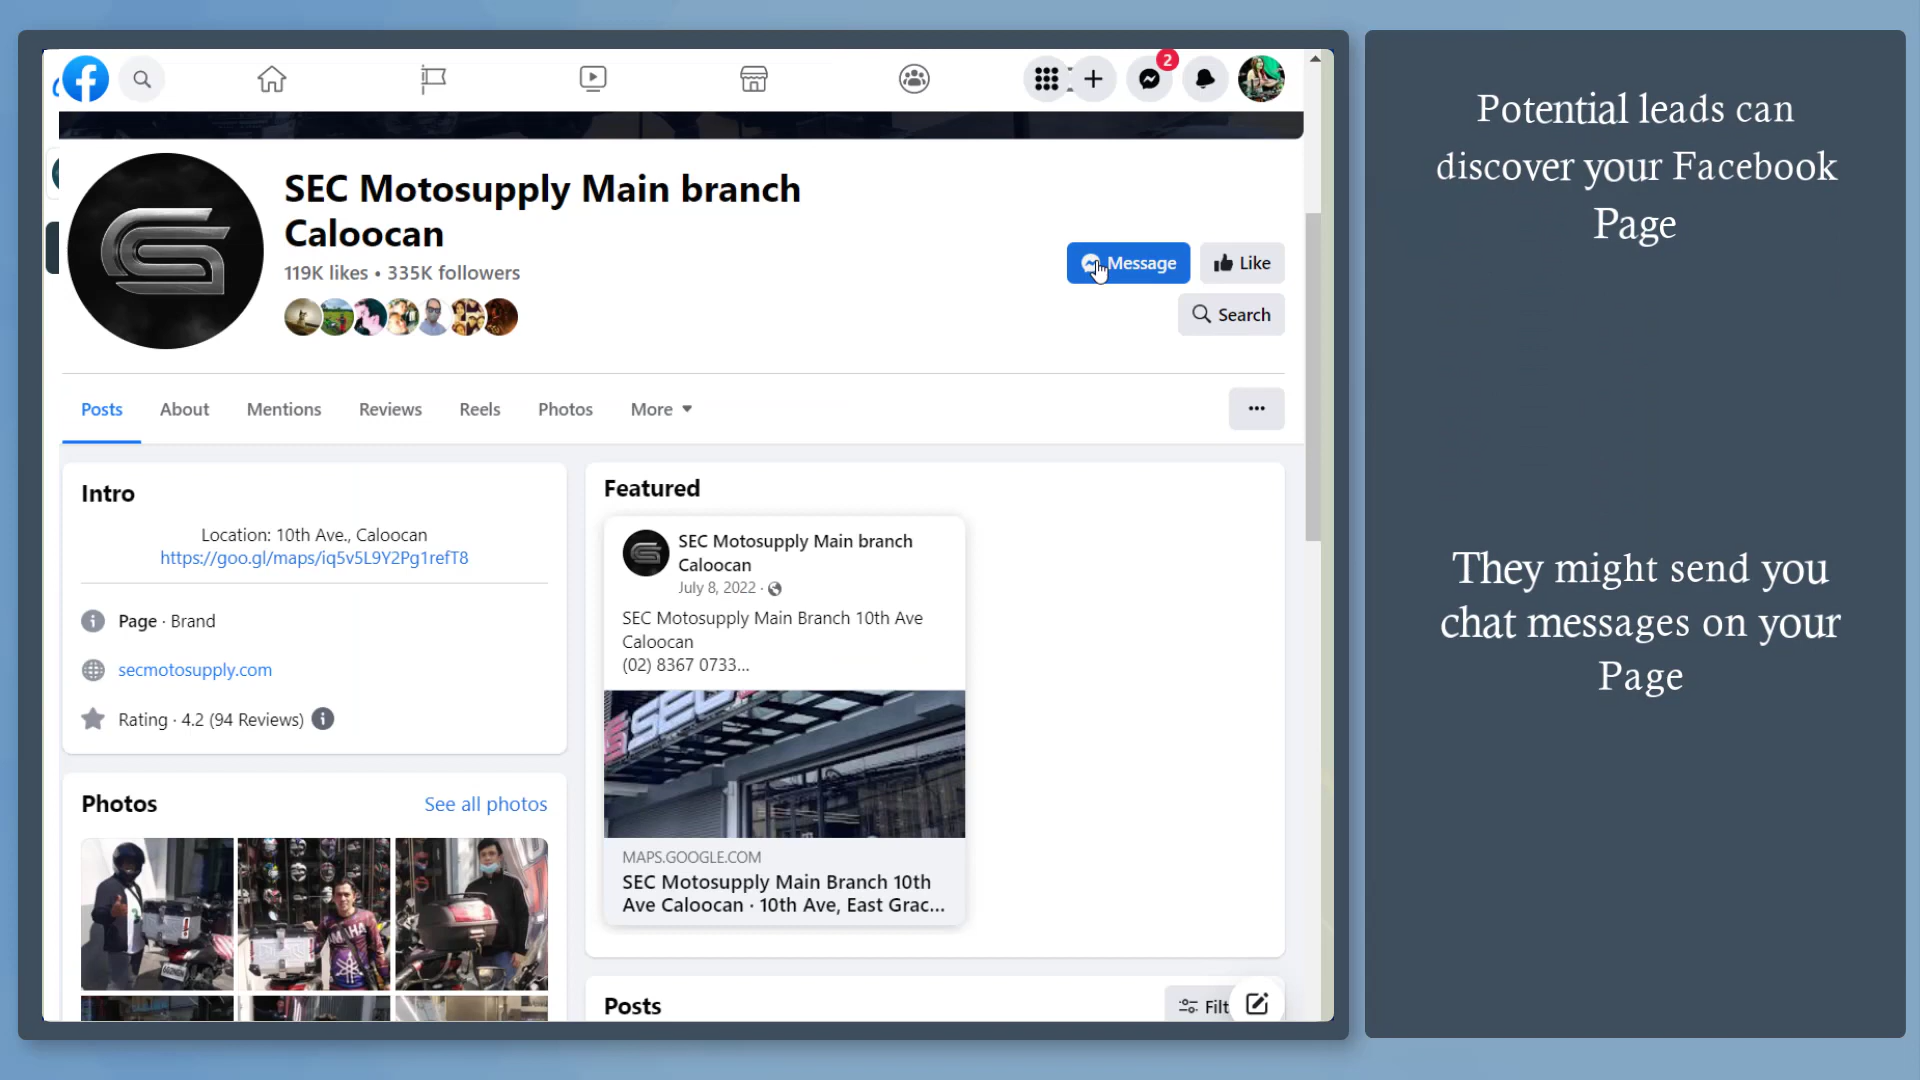 2
SEC Motosupply Main branch
Caloocan
119K likes • 335K followers
Message
Like
Search
Posts
About
Mentions
Reviews
Reels
Photos
More
Intro
Location: 10th Ave., Caloocan
https://goo.gl/maps/iq5v5L9Y2Pg1refT8
Page · Brand
secmotosupply.com
Rating · 4.2 (94 Reviews)
Photos
See all photos
Featured
SEC Motosupply Main branch
Caloocan
July 8, 2022 ·
SEC Motosupply Main Branch 10th Ave
Caloocan
(02) 8367 0733...
SEC
MAPS.GOOGLE.COM
SEC Motosupply Main Branch 10th
Ave Caloocan · 10th Ave, East Grac...
Posts
Filt
Potential leads can
discover your Facebook
Page
They might send you
chat messages on your
Page